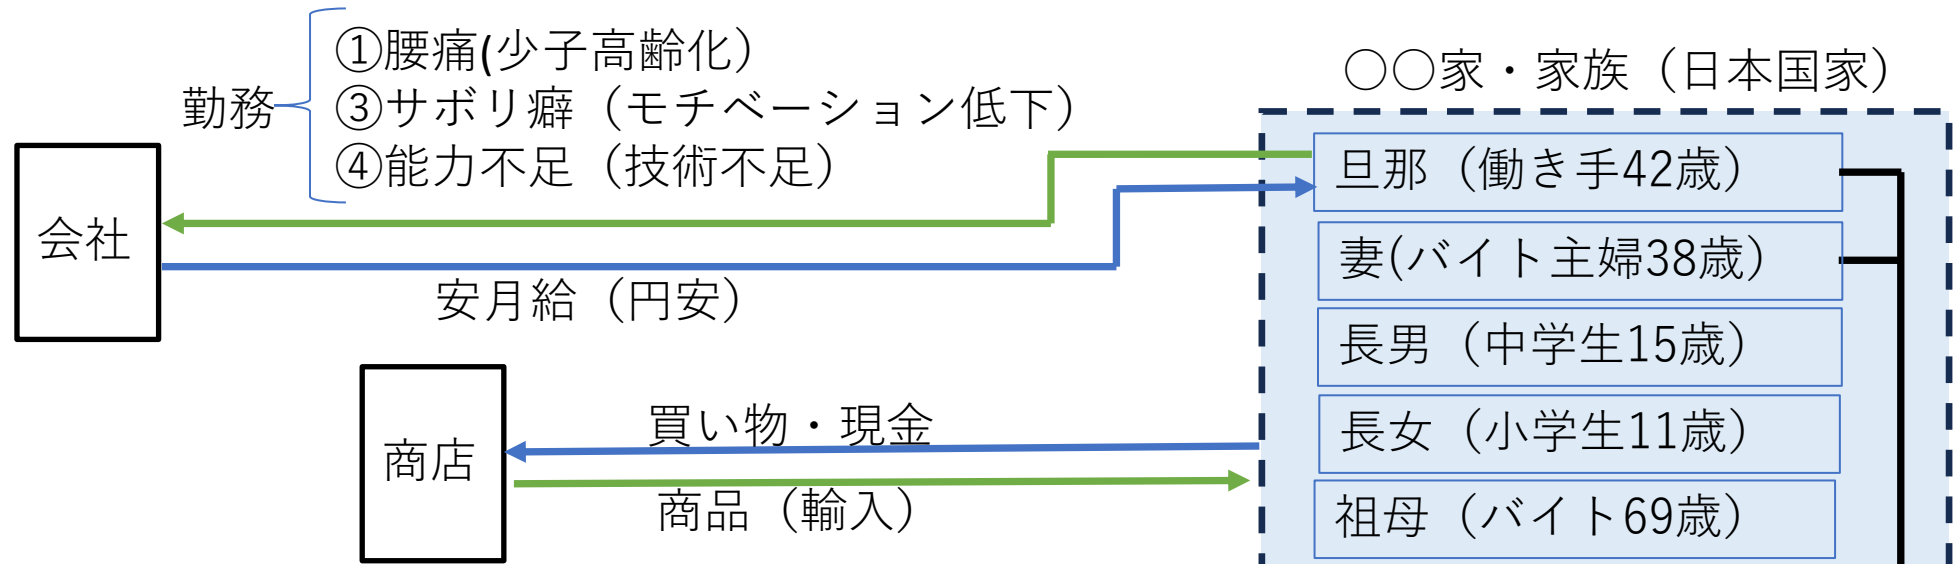 ①腰痛(少子高齢化）
勤務
③サボリ癖（モチベーション低下）
④能力不足（技術不足）
会社
安月給（円安）
○○家・家族（日本国家）
旦那（働き手42歳）
妻(バイト主婦38歳）
長男（中学生15歳）
長女（小学生11歳）
祖母（バイト69歳）
買い物・現金
商店
商品（輸入）